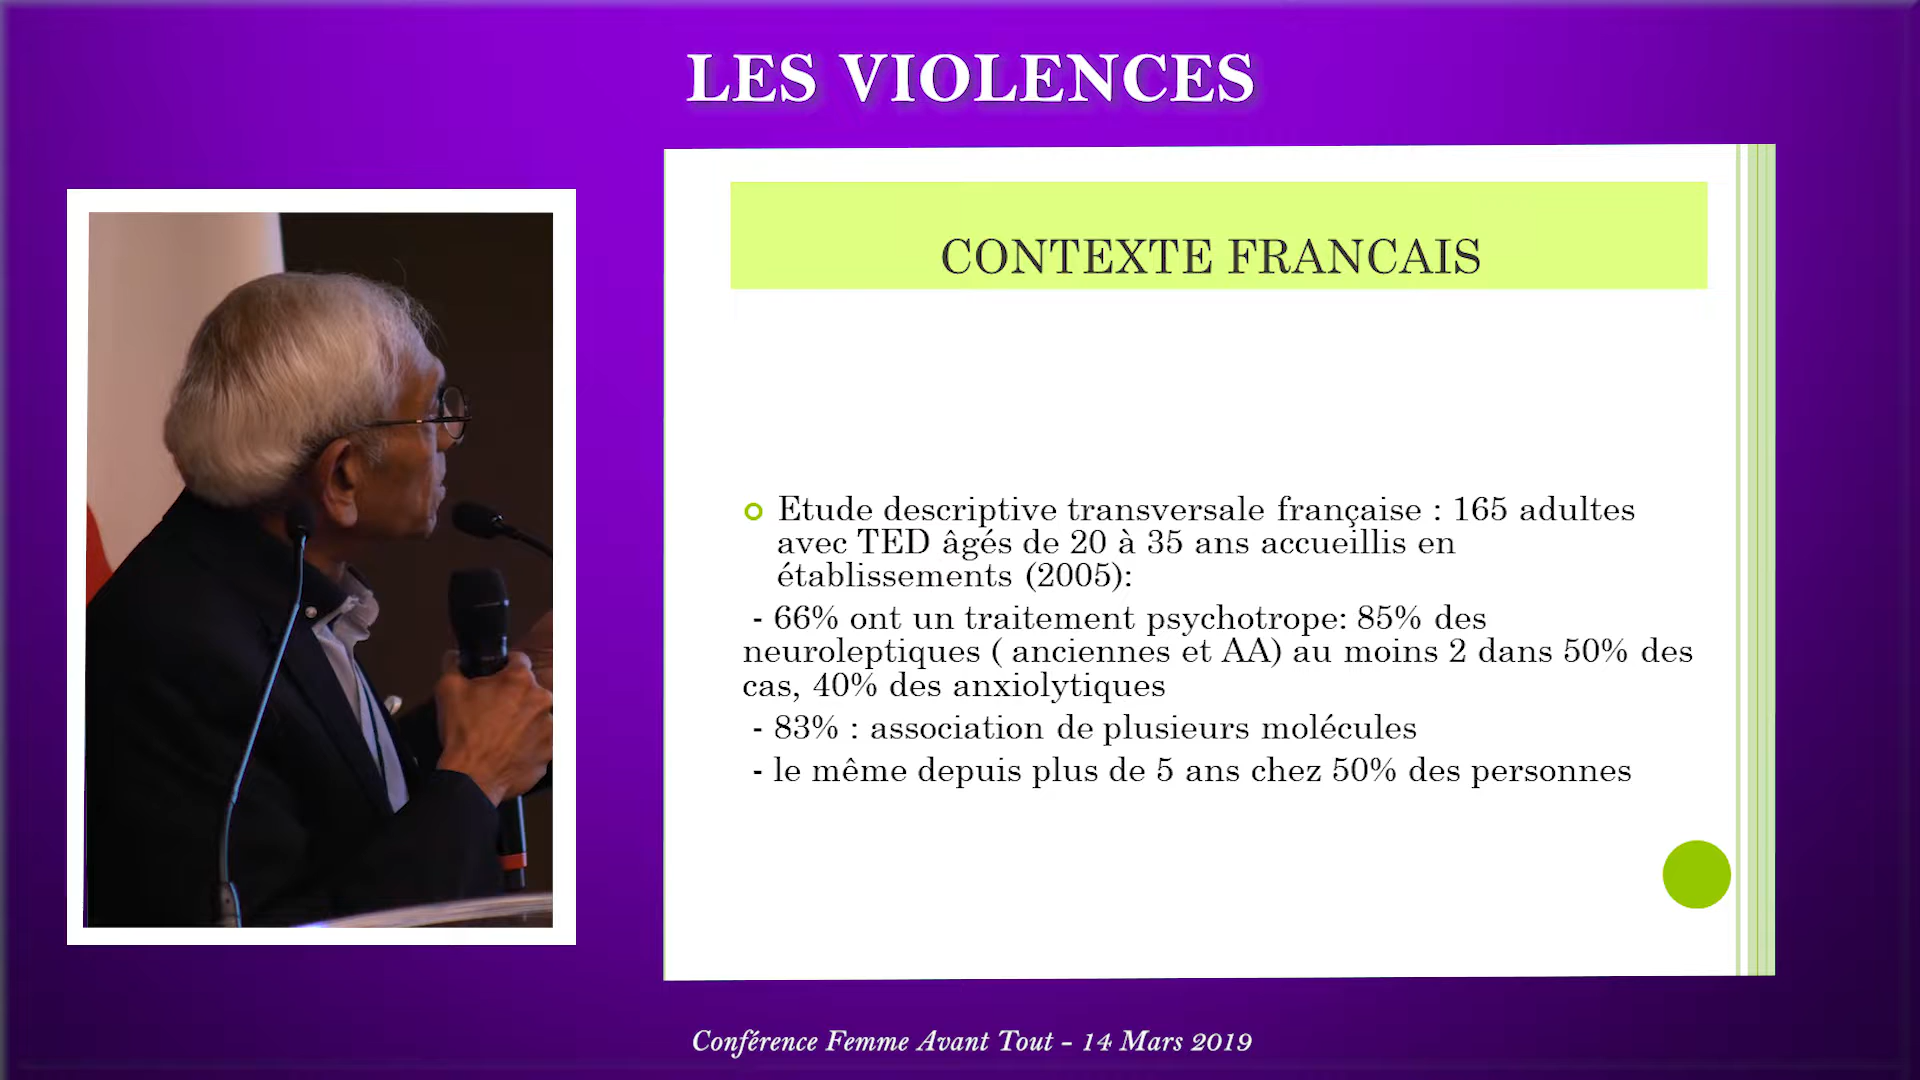 LES VIOLENCES
CONTEXTE FRANCAIS
Etude descriptive transversale française : 165 adultes
avec TED âgés de 20 à 35 ans accueillis en
établissements (2005):
- 66% ont un traitement psychotrope: 85% des
neuroleptiques ( anciennes et AA) au moins 2 dans 50% des
cas, 40% des anxiolytiques
- 83% : association de plusieurs molécules
- le même depuis plus de 5 ans chez 50% des personnes
Conférence Femme Avant Tout - 14 Mars 2019